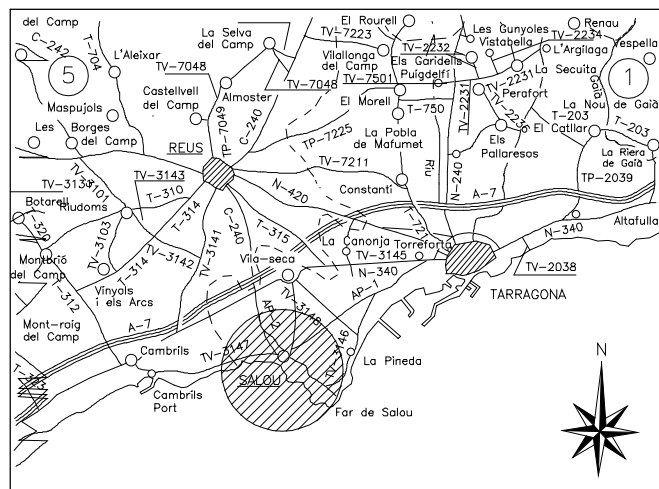 del Camp
C-242
T-704
5
L'Aleixar
La Selva
del Camp
TV-7048
Castellvell
del Camp
Almoster
Maspujols
TP-7049
C-240
Les
Borges
del Camp
REUS
El Rourell
TV-7223
Vilallonga
del Camp
TV-7048
TV-7501
TV-2232
Els Garidells
Puigdelfí
El Morell
T-750
TP-7225
La Pobla
de Mafumet
TV-7211
Constantí
Riu
Les Gunyoles
Vistabella
Renau
TV-2234
L'Argilaga
Vespella
La Secuita
Gaià
1
TV-2231
TV-2231
Perafort
TV-2236
La Nou de Gaià
T-203
El Catllar
T-203
Els
Pallaresos
La Riera
de Gaià
TP-2039
N-240
A-7
Altafulla
N-340
TV-2038
TARRAGONA
TV-3143
T-310
TV-3101
Botarell
Riudoms
T-314
N-420
T-315
C-240
TV-3141
T-721
La Canonja
Torreforta
TV-3145
N-340
AP-1
TV-3103
TV-3142
T-314
Vila-seca
Montbrió
del Camp
T-312
Vinyols
i els Arcs
Mont-roig
del Camp
A-7
Cambrils
TV-3147
AP-2
TV-3148
TV-3146
La Pineda
SALOU
Cambrils
Port
Far de Salou
N